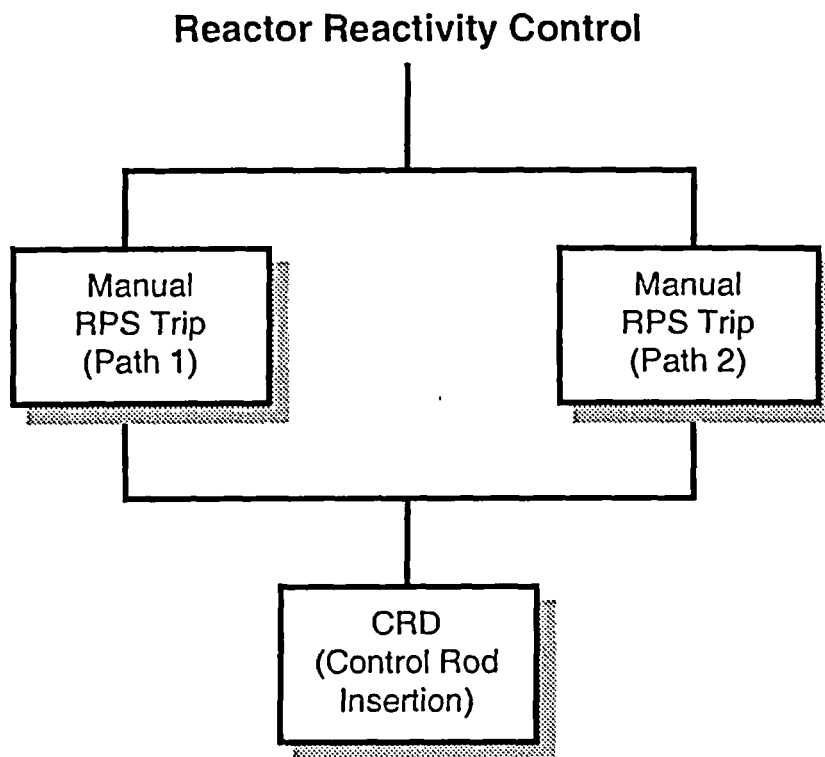 Reactor Reactivity Control
Manual
RPS Trip
(Path 1)
Manual
RPS Trip
(Path 2)
CRD
(Control Rod
Insertion)